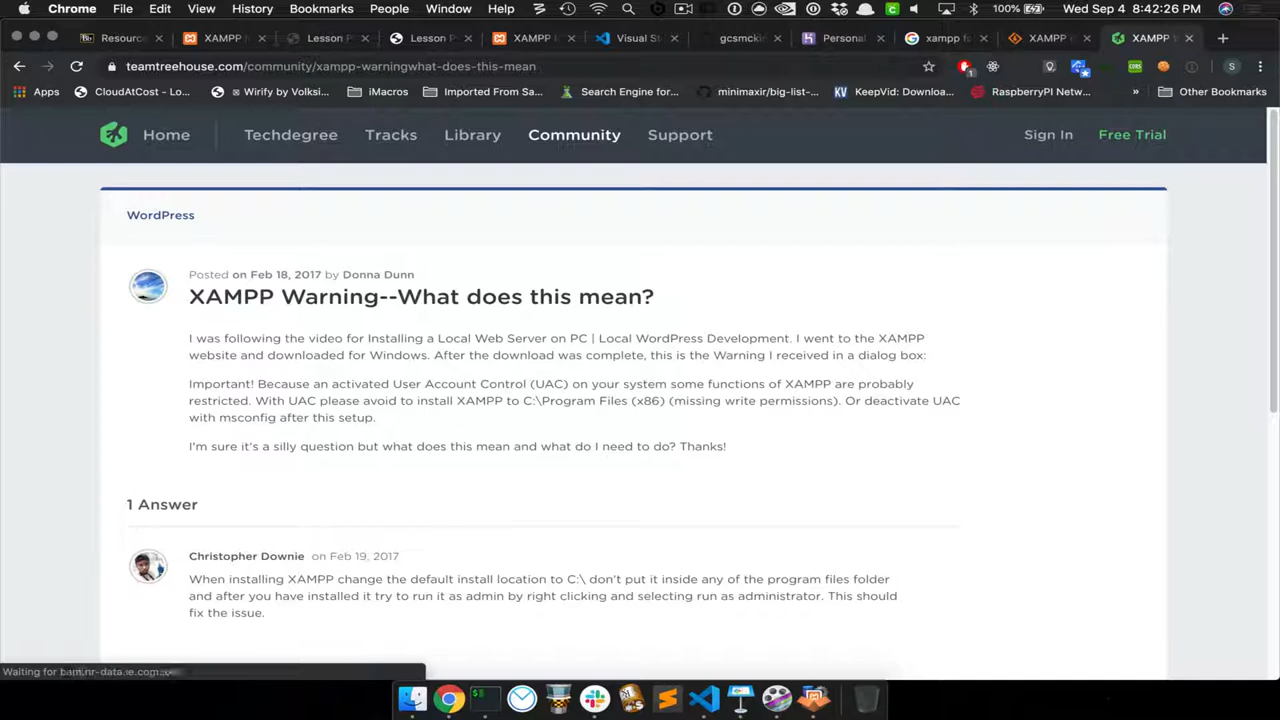 Chrome File Edit View History Bookmarks People Window Help 100% Wed Sep 4 8:42:26 PM
Resource XAMPP Lesson P Lesson P XAMPP Visual St gcsmcki Personal xampp f XAMPP XAMPP
teamtreehouse.com/community/xampp-warningwhat-does-this-mean
Apps CloudAtCost - Lo... Wirify by Volksi... iMacros Imported From Sa... Search Engine for... minimaxir/big-list-... KeepVid: Downloa... RaspberryPI Netw... » Other Bookmarks
Home Techdegree Tracks Library Community Support Sign In Free Trial
WordPress
Posted on Feb 18, 2017 by Donna Dunn
XAMPP Warning--What does this mean?
I was following the video for Installing a Local Web Server on PC | Local WordPress Development. I went to the XAMPP
website and downloaded for Windows. After the download was complete, this is the Warning I received in a dialog box:
Important! Because an activated User Account Control (UAC) on your system some functions of XAMPP are probably
restricted. With UAC please avoid to install XAMPP to C:\Program Files (x86) (missing write permissions). Or deactivate UAC
with msconfig after this setup.
I'm sure it's a silly question but what does this mean and what do I need to do? Thanks!
1 Answer
Christopher Downie on Feb 19, 2017
When installing XAMPP change the default install location to C:\ don't put it inside any of the program files folder
and after you have installed it try to run it as admin by right clicking and selecting run as administrator. This should
fix the issue.
Waiting for